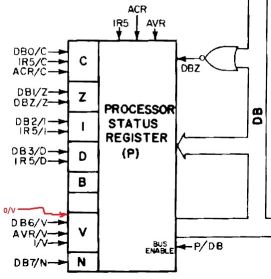 ACR
IR5
AVR
DB0/C
IR5/C
ACR/C
C
DBZ
DB1/Z
DBZ/Z
Z
PROCESSOR
STATUS
REGISTER
(P)
DB
DB2/I
IR5/I
I
DB3/D
IR5/D
D
B
0/V
DB6/V
AVR/V
I/V
V
BUS
ENABLE
P/DB
DB7/N
N